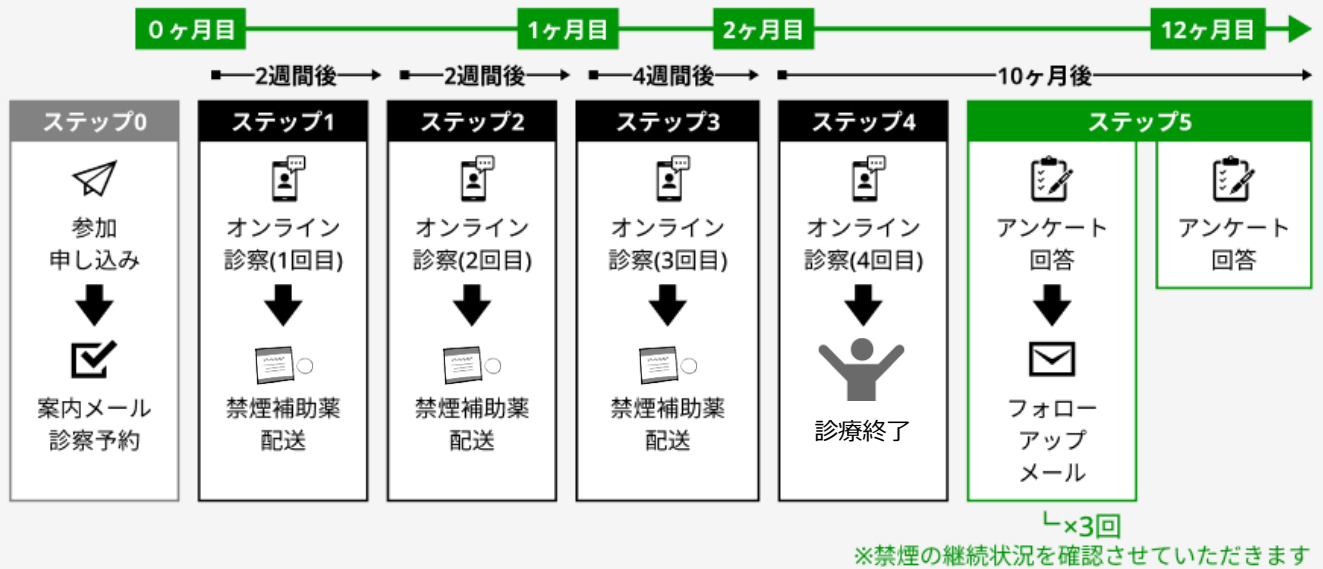 0ヶ月目
1ヶ月目
2ヶ月目
12ヶ月目
2週間後
2週間後
4週間後
10ヶ月後
ステップ0
参加
申し込み
案内メール
診察予約
ステップ1
オンライン
診察(1回目)
禁煙補助薬
配送
ステップ2
オンライン
診察(2回目)
禁煙補助薬
配送
ステップ3
オンライン
診察(3回目)
禁煙補助薬
配送
ステップ4
オンライン
診察(4回目)
診療終了
ステップ5
アンケート
回答
フォロー
アップ
メール
アンケート
回答
×3回
※禁煙の継続状況を確認させていただきます